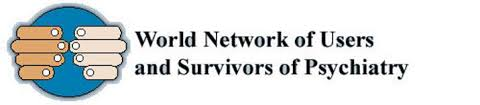 World Network of Users
and Survivors of Psychiatry